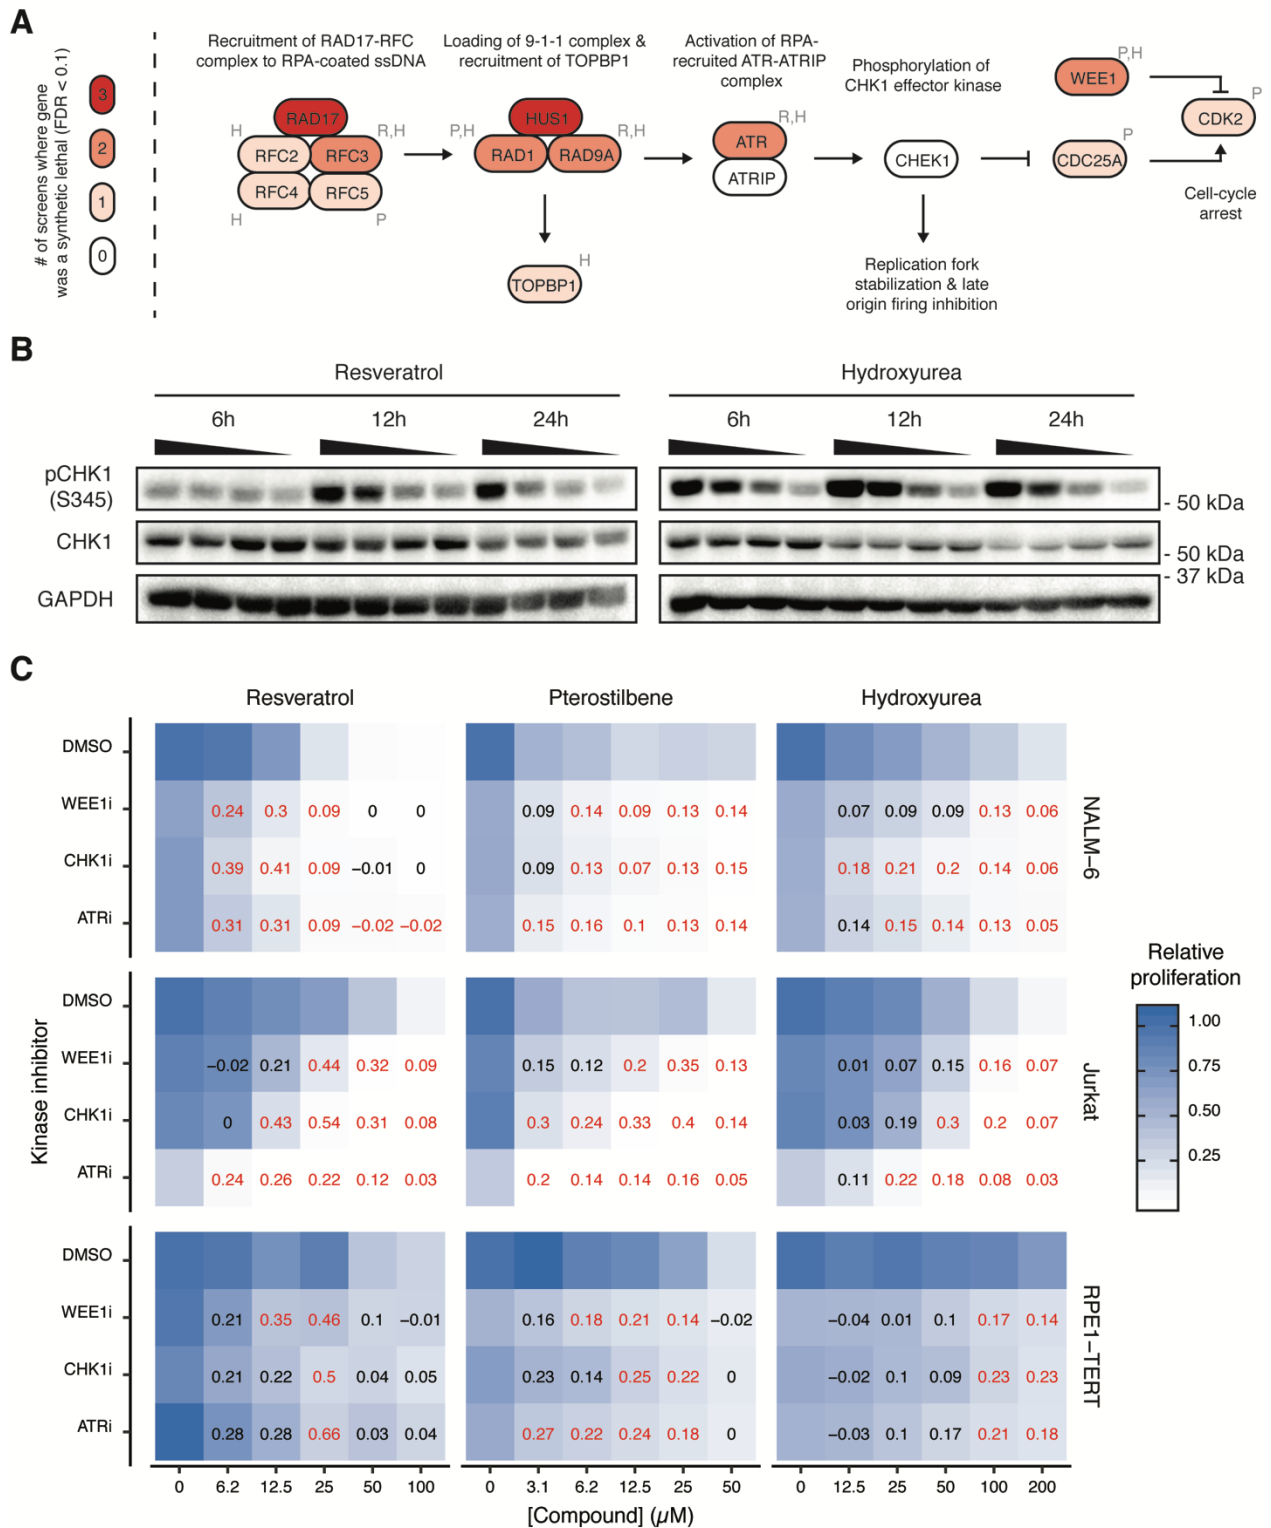 A
# of screens where gene
was a synthetic lethal (FDR < 0.1)
3
2
1
0
Recruitment of RAD17-RFC
complex to RPA-coated ssDNA
Loading of 9-1-1 complex &
recruitment of TOPBP1
Activation of RPA-
recruited ATR-ATRIP
complex
Phosphorylation of
CHK1 effector kinase
RAD17
H
R,H
RFC2
RFC3
RFC4
RFC5
H
P
HUS1
P,H
R,H
RAD1
RAD9A
H
TOPBP1
R,H
ATR
ATRIP
CHEK1
Replication fork
stabilization & late
origin firing inhibition
P,H
WEE1
P
CDC25A
P
CDK2
Cell-cycle
arrest
B
Resveratrol
Hydroxyurea
6h 12h 24h
6h 12h 24h
pCHK1
(S345)
- 50 kDa
CHK1
- 50 kDa
- 37 kDa
GAPDH
C
Resveratrol Pterostilbene Hydroxyurea
Kinase inhibitor
NALM-6
DMSO
WEE1i 0.24 0.3 0.09 0 0 0.09 0.14 0.09 0.13 0.14 0.07 0.09 0.09 0.13 0.06
CHK1i 0.39 0.41 0.09 −0.01 0 0.09 0.13 0.07 0.13 0.15 0.18 0.21 0.2 0.14 0.06
ATRi 0.31 0.31 0.09 −0.02 −0.02 0.15 0.16 0.1 0.13 0.14 0.14 0.15 0.14 0.13 0.05
Jurkat
DMSO
WEE1i −0.02 0.21 0.44 0.32 0.09 0.15 0.12 0.2 0.35 0.13 0.01 0.07 0.15 0.16 0.07
CHK1i 0 0.43 0.54 0.31 0.08 0.3 0.24 0.33 0.4 0.14 0.03 0.19 0.3 0.2 0.07
ATRi 0.24 0.26 0.22 0.12 0.03 0.2 0.14 0.14 0.16 0.05 0.11 0.22 0.18 0.08 0.03
RPE1-TERT
DMSO
WEE1i 0.21 0.35 0.46 0.1 −0.01 0.16 0.18 0.21 0.14 −0.02 −0.04 0.01 0.1 0.17 0.14
CHK1i 0.21 0.22 0.5 0.04 0.05 0.23 0.14 0.25 0.22 0 −0.02 0.1 0.09 0.23 0.23
ATRi 0.28 0.28 0.66 0.03 0.04 0.27 0.22 0.24 0.18 0 −0.03 0.1 0.17 0.21 0.18
0 6.2 12.5 25 50 100 0 3.1 6.2 12.5 25 50 0 12.5 25 50 100 200
[Compound] (µM)
Relative
proliferation
1.00
0.75
0.50
0.25